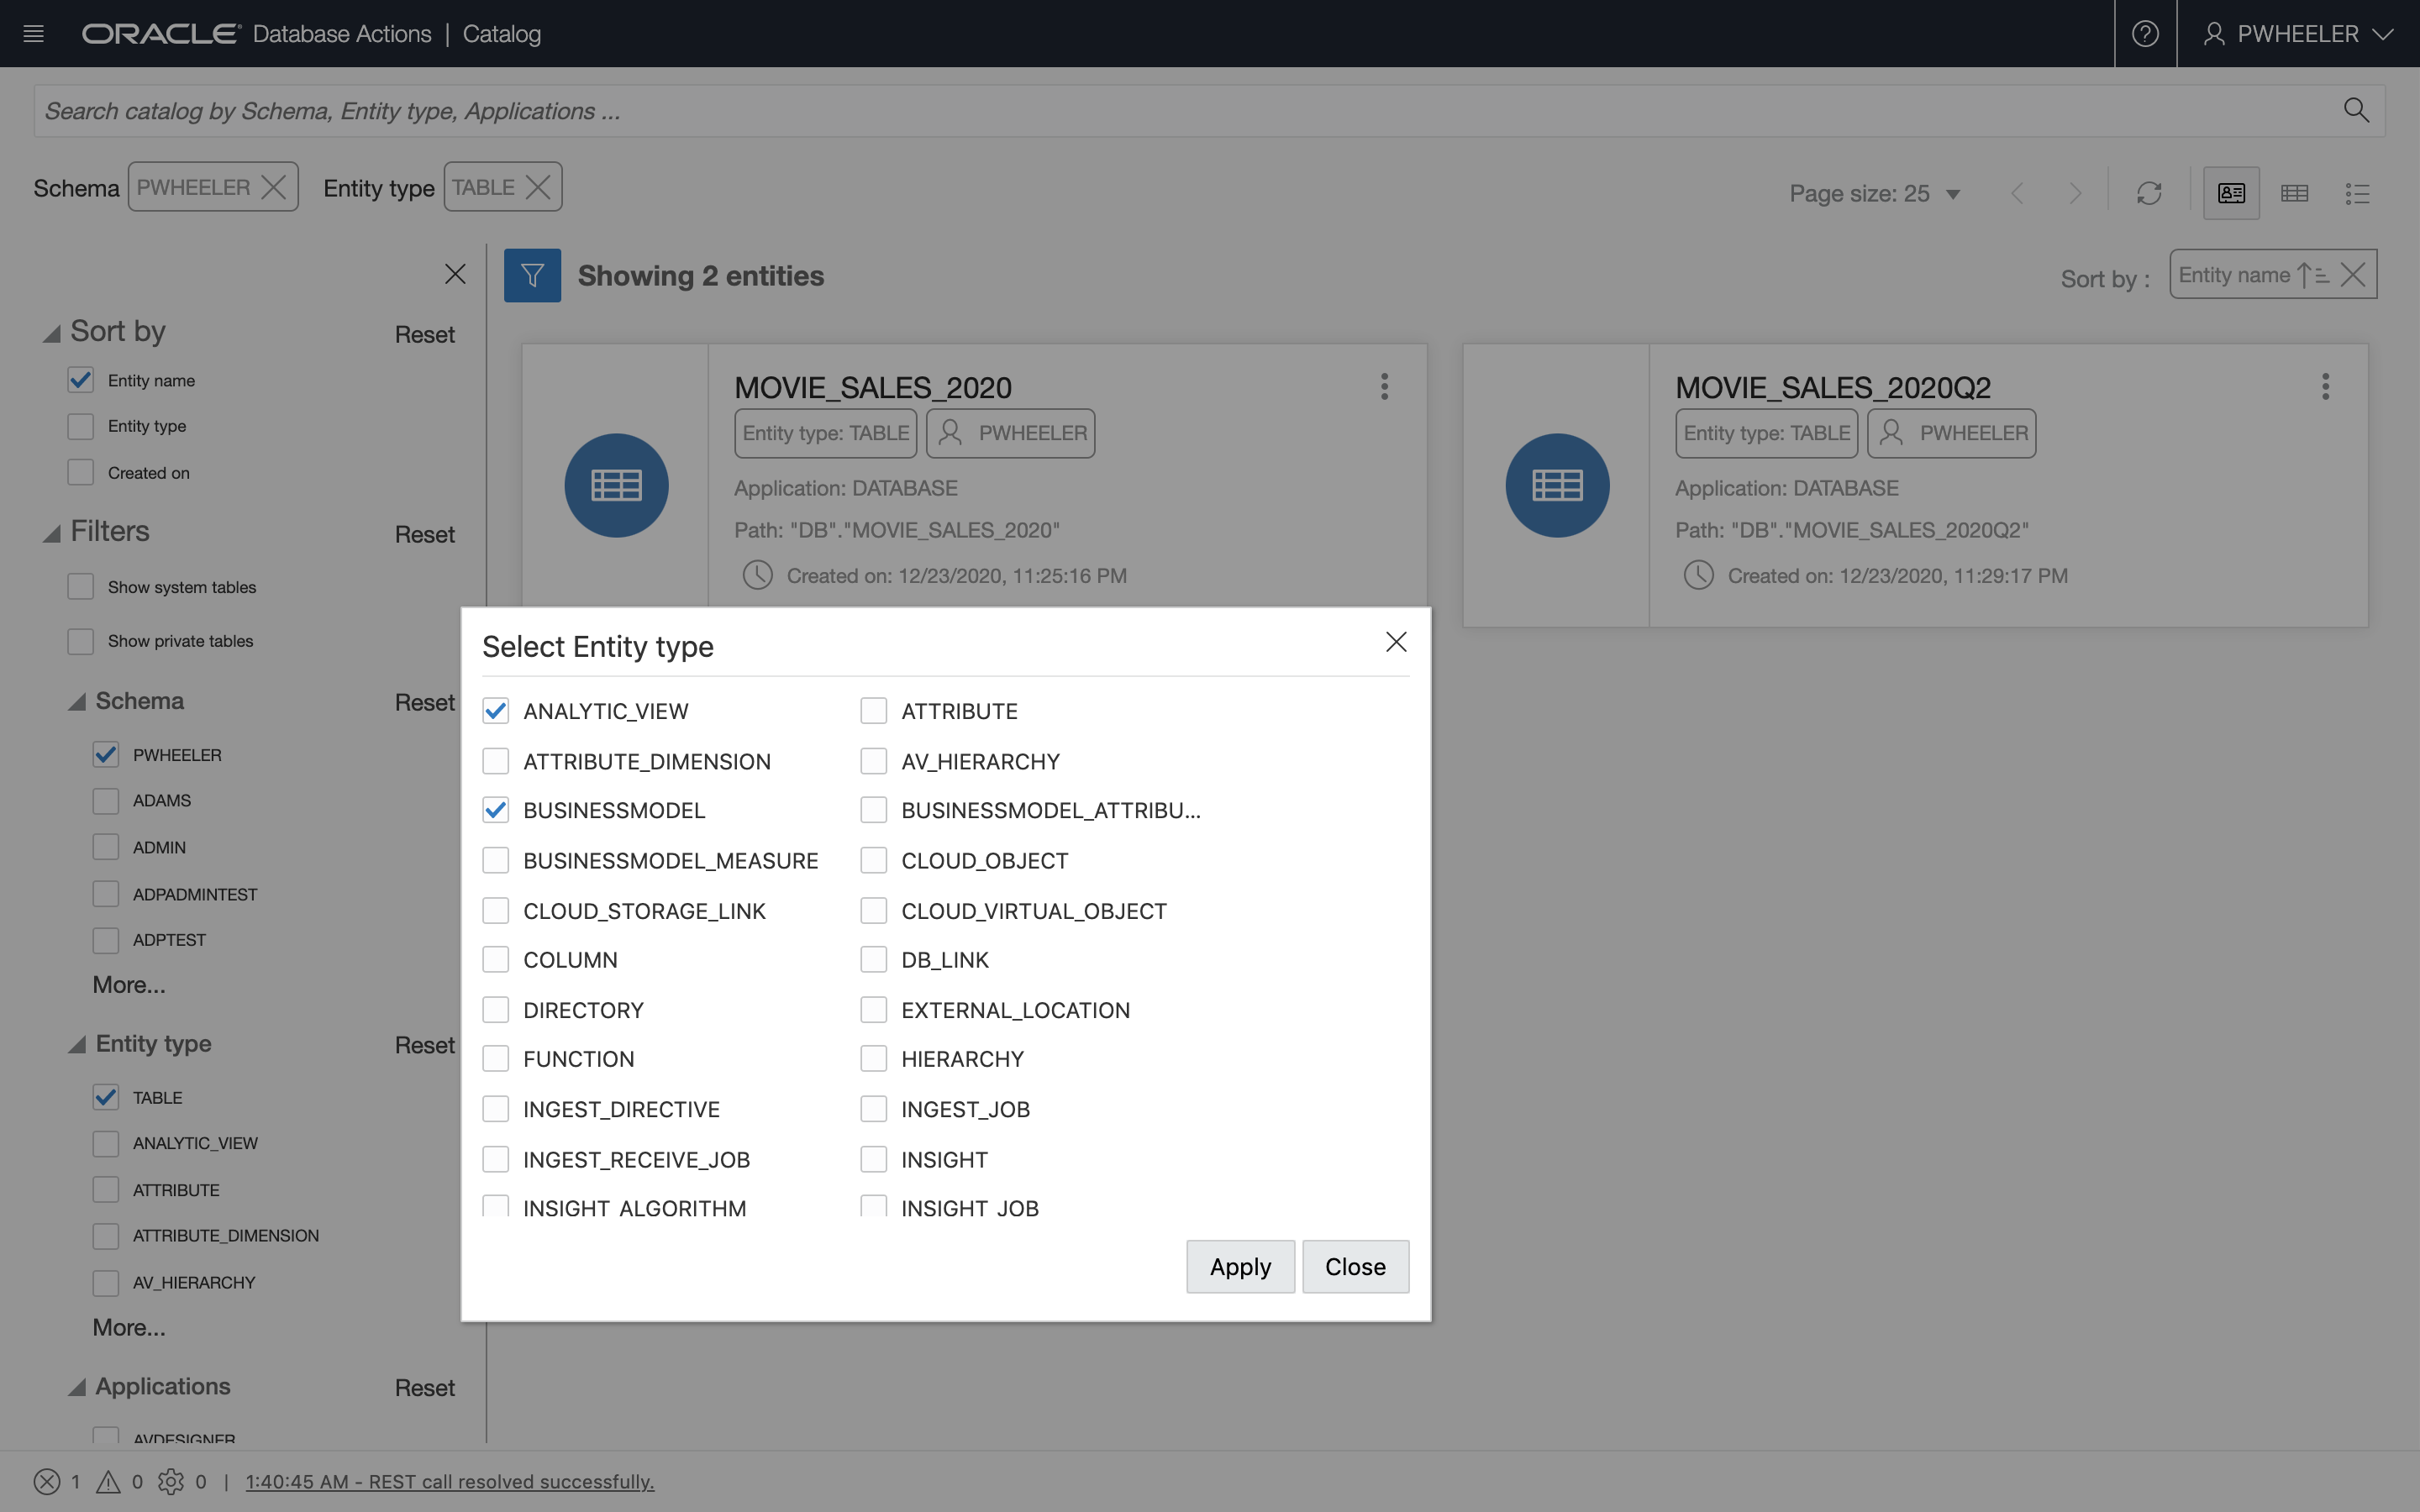 ORACLE Database Actions | Catalog
PWHEELER
Search catalog by Schema, Entity type, Applications ...
Schema PWHEELER Entity type TABLE
Page size: 25
Showing 2 entities
Sort by : Entity name
Sort by Reset
Entity name
Entity type
Created on
Filters Reset
Show system tables
Show private tables
Schema Reset
PWHEELER
ADAMS
ADMIN
ADPADMINTEST
ADPTEST
More...
Entity type Reset
TABLE
ANALYTIC_VIEW
ATTRIBUTE
ATTRIBUTE_DIMENSION
AV_HIERARCHY
More...
Applications Reset
AVDESIGNER
MOVIE_SALES_2020
Entity type: TABLE PWHEELER
Application: DATABASE
Path: "DB"."MOVIE_SALES_2020"
Created on: 12/23/2020, 11:25:16 PM
MOVIE_SALES_2020Q2
Entity type: TABLE PWHEELER
Application: DATABASE
Path: "DB"."MOVIE_SALES_2020Q2"
Created on: 12/23/2020, 11:29:17 PM
Select Entity type
ANALYTIC_VIEW ATTRIBUTE
ATTRIBUTE_DIMENSION AV_HIERARCHY
BUSINESSMODEL BUSINESSMODEL_ATTRIBU...
BUSINESSMODEL_MEASURE CLOUD_OBJECT
CLOUD_STORAGE_LINK CLOUD_VIRTUAL_OBJECT
COLUMN DB_LINK
DIRECTORY EXTERNAL_LOCATION
FUNCTION HIERARCHY
INGEST_DIRECTIVE INGEST_JOB
INGEST_RECEIVE_JOB INSIGHT
INSIGHT_ALGORITHM INSIGHT_JOB
Apply Close
1 0 0 | 1:40:45 AM - REST call resolved successfully.